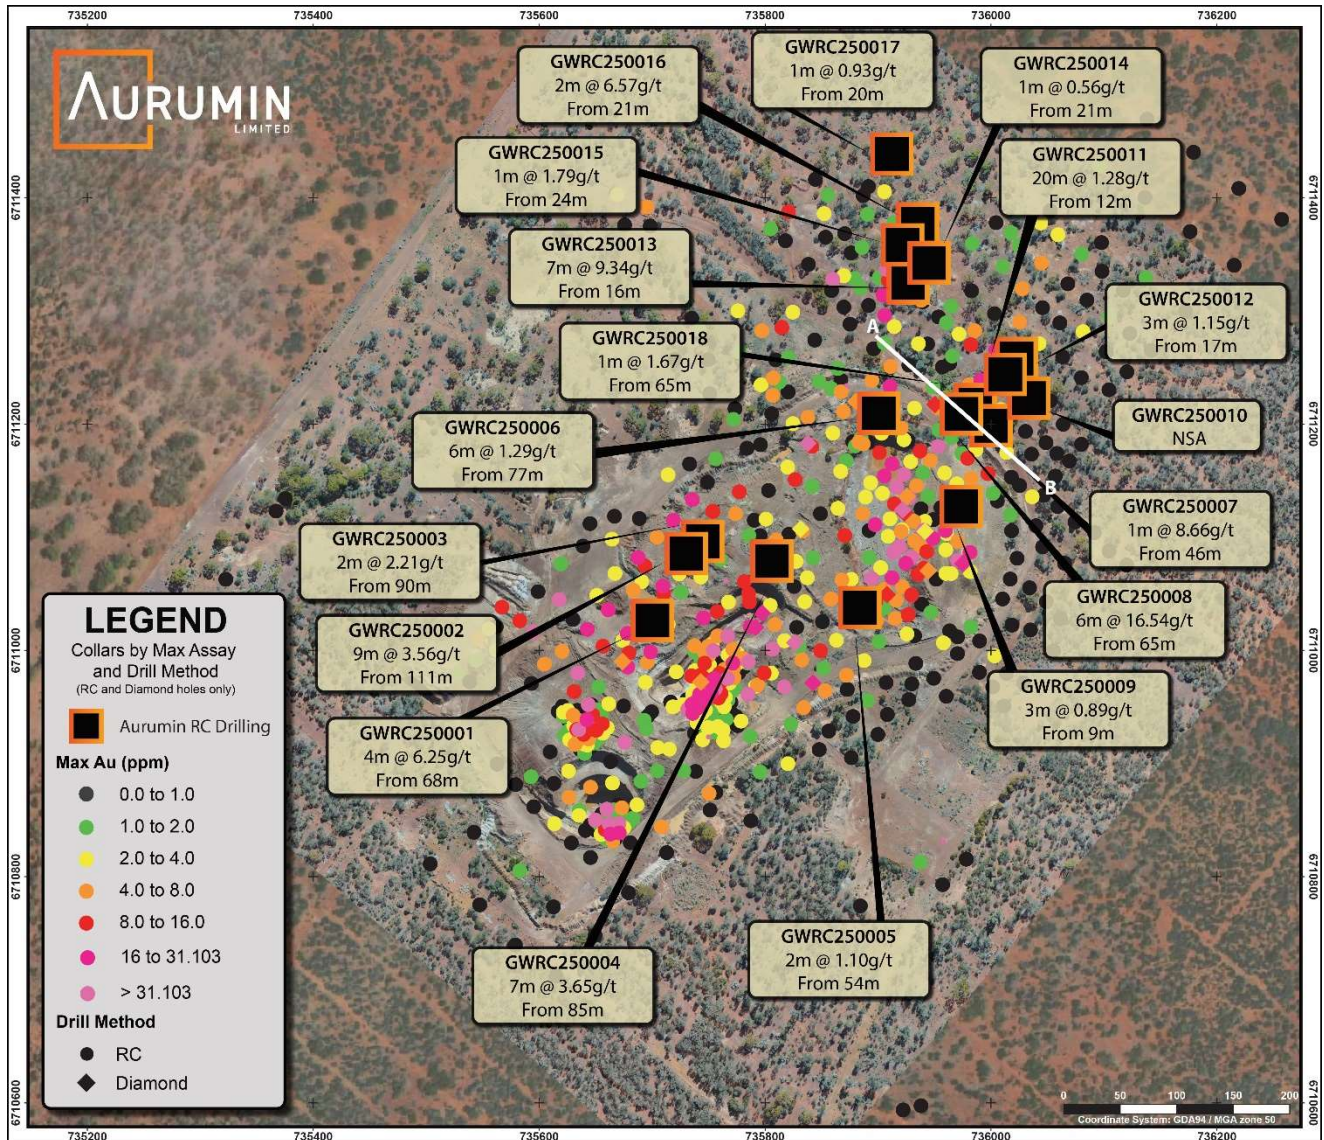 735200
735400
735600
735800
736000
736200
AURUMIN
LIMITED
GWRC250017
1m @ 0.93g/t
From 20m
GWRC250016
2m @ 6.57g/t
From 21m
GWRC250014
1m @ 0.56g/t
From 21m
GWRC250015
1m @ 1.79g/t
From 24m
GWRC250011
20m @ 1.28g/t
From 12m
6711400
6711400
GWRC250013
7m @ 9.34g/t
From 16m
GWRC250012
3m @ 1.15g/t
From 17m
A
GWRC250018
1m @ 1.67g/t
From 65m
GWRC250010
NSA
6711200
6711200
GWRC250006
6m @ 1.29g/t
From 77m
B
GWRC250007
1m @ 8.66g/t
From 46m
GWRC250003
2m @ 2.21g/t
From 90m
GWRC250008
6m @ 16.54g/t
From 65m
GWRC250002
9m @ 3.56g/t
From 111m
6711000
6711000
GWRC250009
3m @ 0.89g/t
From 9m
GWRC250001
4m @ 6.25g/t
From 68m
6710800
6710800
GWRC250005
2m @ 1.10g/t
From 54m
GWRC250004
7m @ 3.65g/t
From 85m
LEGEND
Collars by Max Assay
and Drill Method
(RC and Diamond holes only)
Aurumin RC Drilling
Max Au (ppm)
0.0 to 1.0
1.0 to 2.0
2.0 to 4.0
4.0 to 8.0
8.0 to 16.0
16 to 31.103
> 31.103
Drill Method
RC
Diamond
6710600
6710600
0 50 100 150 200
Coordinate System: GDA94 / MGA zone 50
735200
735400
735600
735800
736000
736200